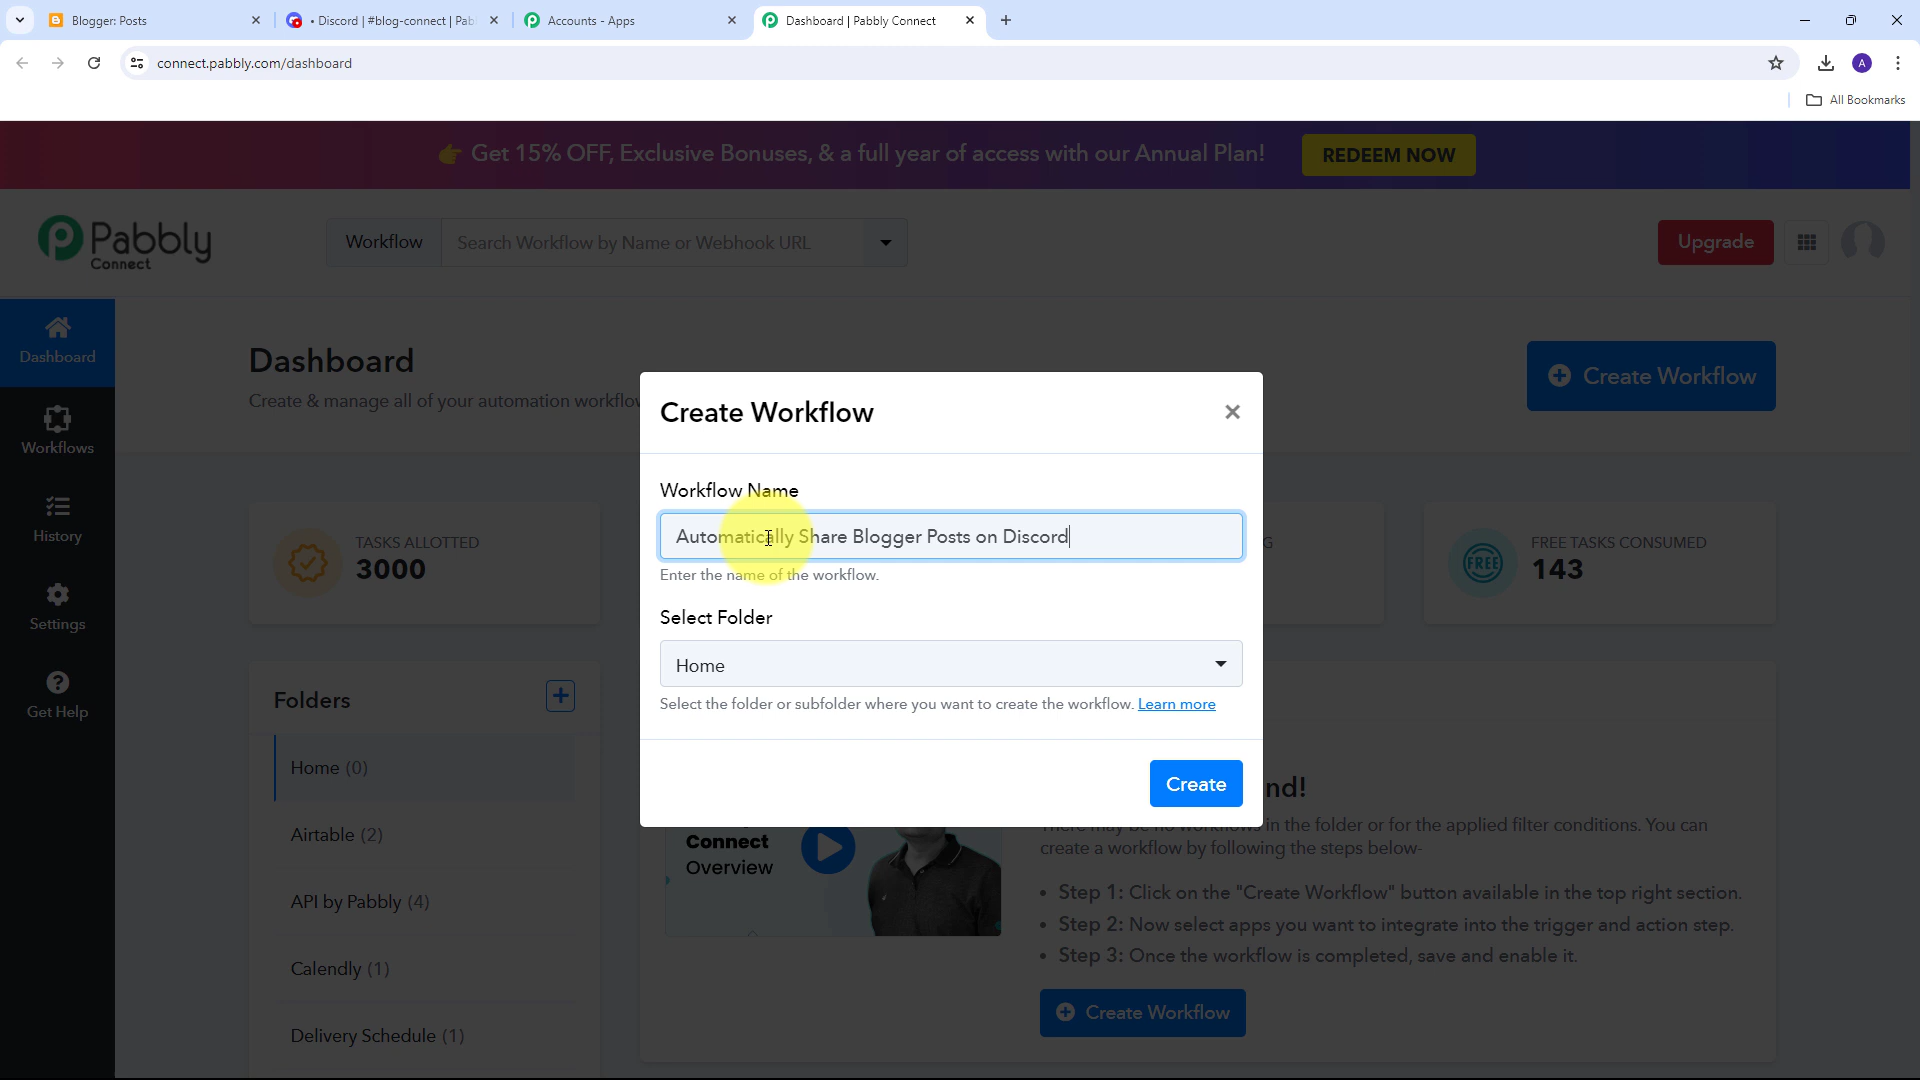 Blogger: Posts
• Discord | #blog-connect | Pab
Accounts - Apps
Dashboard | Pabbly Connect
connect.pabbly.com/dashboard
A
All Bookmarks
👉 Get 15% OFF, Exclusive Bonuses, & a full year of access with our Annual Plan!
REDEEM NOW
Pabbly
Connect
Workflow
Search Workflow by Name or Webhook URL
Upgrade
Dashboard
Workflows
History
Settings
Get Help
Dashboard
Create & manage all of your automation workflow
Create Workflow
Create Workflow
Workflow Name
Automatically Share Blogger Posts on Discord
Enter the name of the workflow.
Select Folder
Home
Select the folder or subfolder where you want to create the workflow. Learn more
Create
TASKS ALLOTTED
3000
G
FREE
FREE TASKS CONSUMED
143
Folders
Home (0)
Airtable (2)
API by Pabbly (4)
Calendly (1)
Delivery Schedule (1)
Connect
Overview
nd!
There may be no workflows in the folder or for the applied filter conditions. You can
create a workflow by following the steps below-
• Step 1: Click on the "Create Workflow" button available in the top right section.
• Step 2: Now select apps you want to integrate into the trigger and action step.
• Step 3: Once the workflow is completed, save and enable it.
Create Workflow